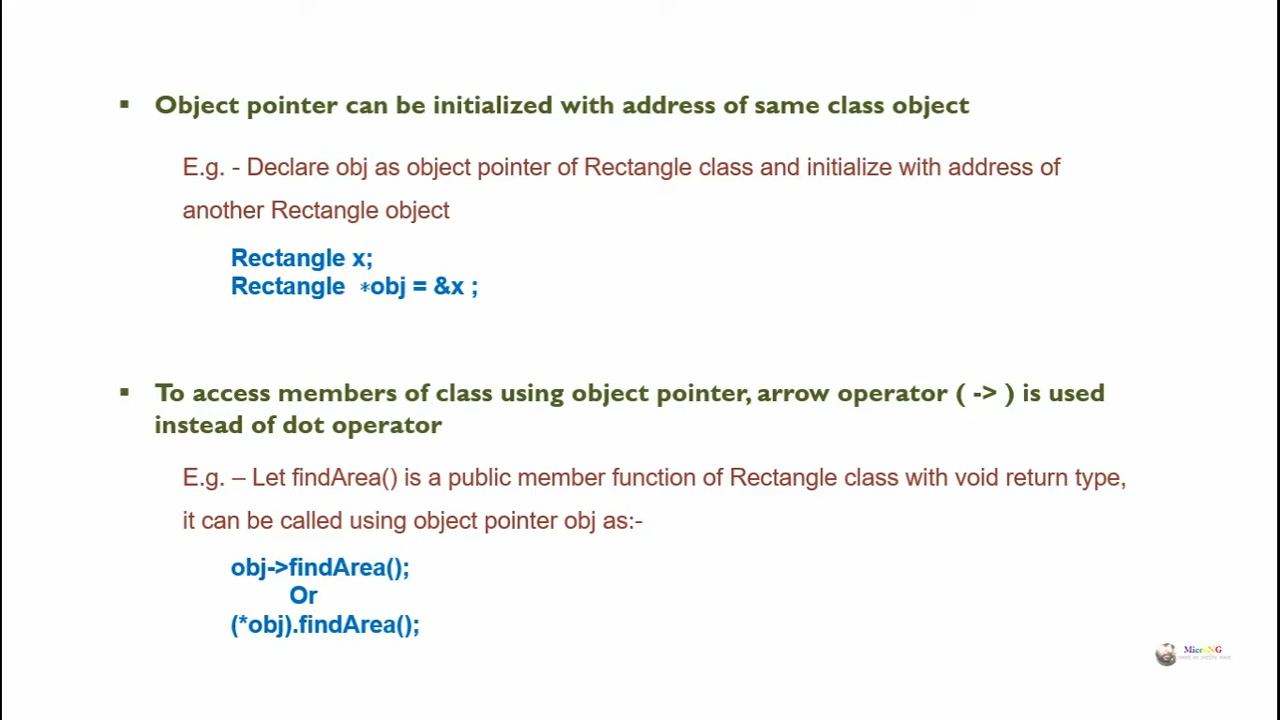 ▪ Object pointer can be initialized with address of same class object
E.g. - Declare obj as object pointer of Rectangle class and initialize with address of
another Rectangle object
Rectangle x;
Rectangle *obj = &x ;
▪ To access members of class using object pointer, arrow operator ( -> ) is used
instead of dot operator
E.g. – Let findArea() is a public member function of Rectangle class with void return type,
it can be called using object pointer obj as:-
obj->findArea();
Or
(*obj).findArea();
MicroNG